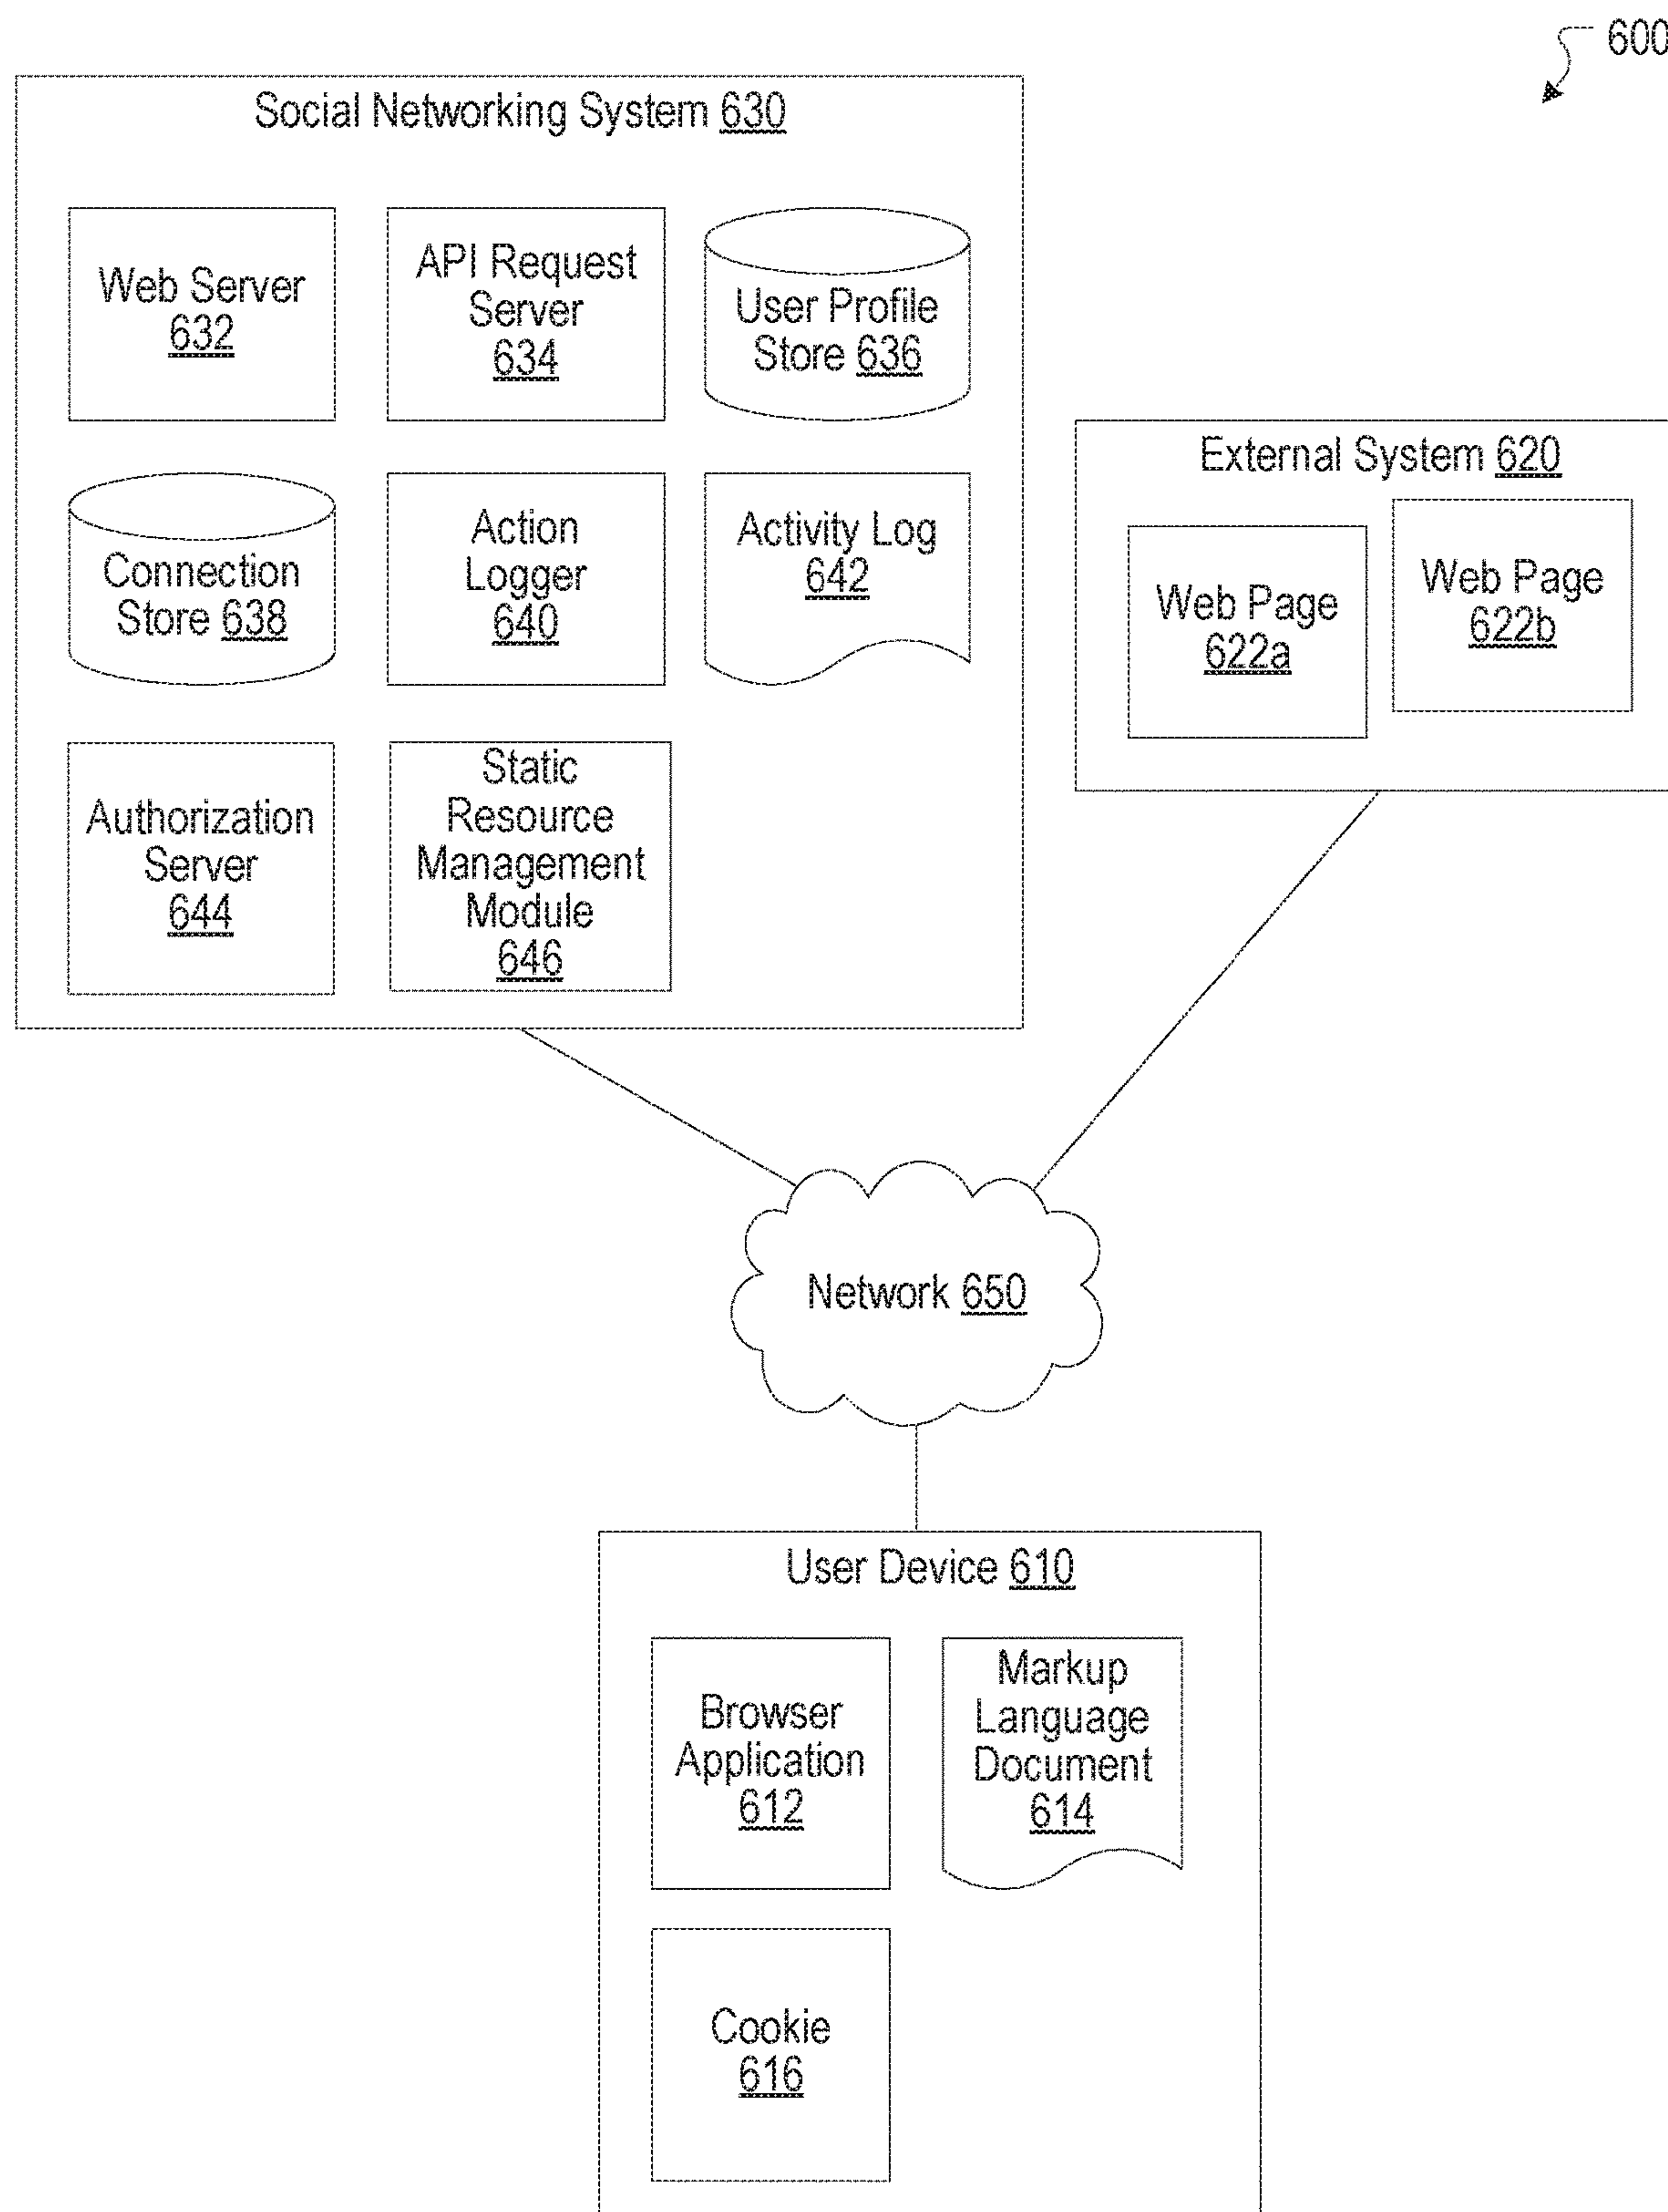 600
Social Networking System 630
Web Server
632
API Request
Server
634
User Profile
Store 636
Connection
Store 638
Action
Logger
640
Activity Log
642
Authorization
Server
644
Static
Resource
Management
Module
646
External System 620
Web Page
622a
Web Page
622b
Network 650
User Device 610
Browser
Application
612
Markup
Language
Document
614
Cookie
616